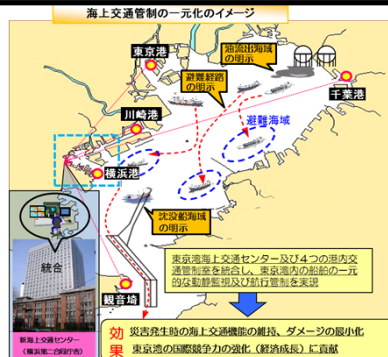 海上交通管制の一元化のイメージ
東京港
油流出海域
の明示
避難経路
の明示
千葉港
川崎港
避難海域
横浜港
沈没船海域
の明示
統合
東京湾海上交通センター及び4つの港内交
通管制室を統合し、東京湾内の船舶の一元
的な動静監視及び航行管制を実現
観音埼
新海上交通センター
(横浜第二合同庁舎)
効果
災害発生時の海上交通機能の維持、ダメージの最小化
東京湾の国際競争力の強化(経済成長)に貢献